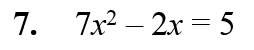 7. 7x² – 2x = 5